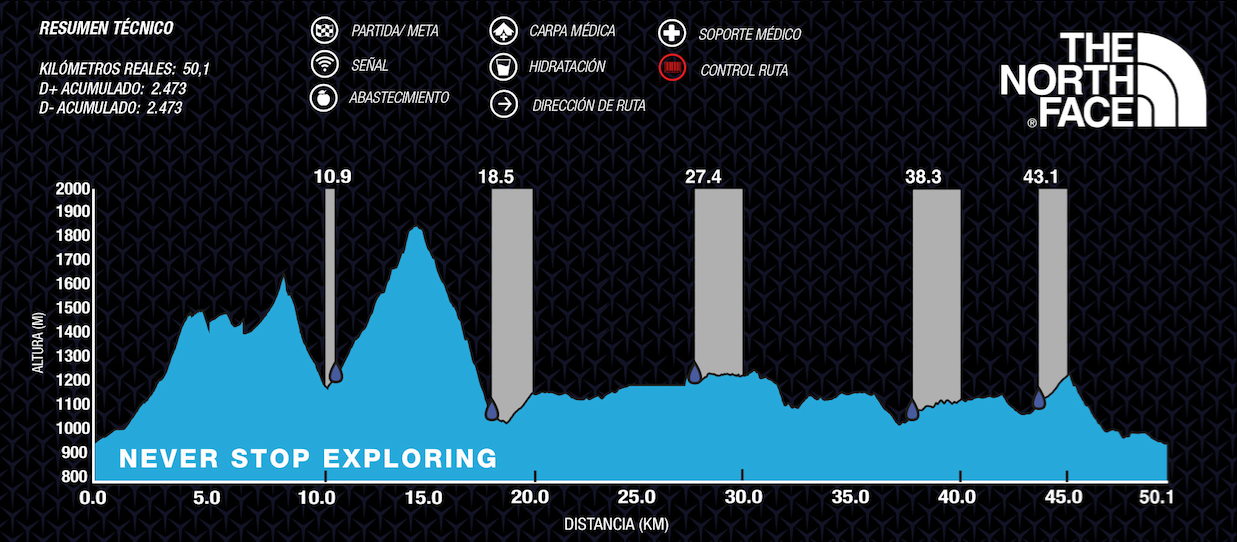 RESUMEN TÉCNICO
KILÓMETROS REALES: 50,1
D+ ACUMULADO: 2.473
D- ACUMULADO: 2.473
PARTIDA/ META
SEÑAL
ABASTECIMIENTO
CARPA MÉDICA
HIDRATACIÓN
DIRECCIÓN DE RUTA
SOPORTE MÉDICO
CONTROL RUTA
THE
NORTH
®FACE
10.9 18.5 27.4 38.3 43.1
2000
1900
1800
1700
1600
1500
1400
1300
1200
1100
1000
900
800
ALTURA (M)
NEVER STOP EXPLORING
0.0 5.0 10.0 15.0 20.0 25.0 30.0 35.0 40.0 45.0 50.1
DISTANCIA (KM)